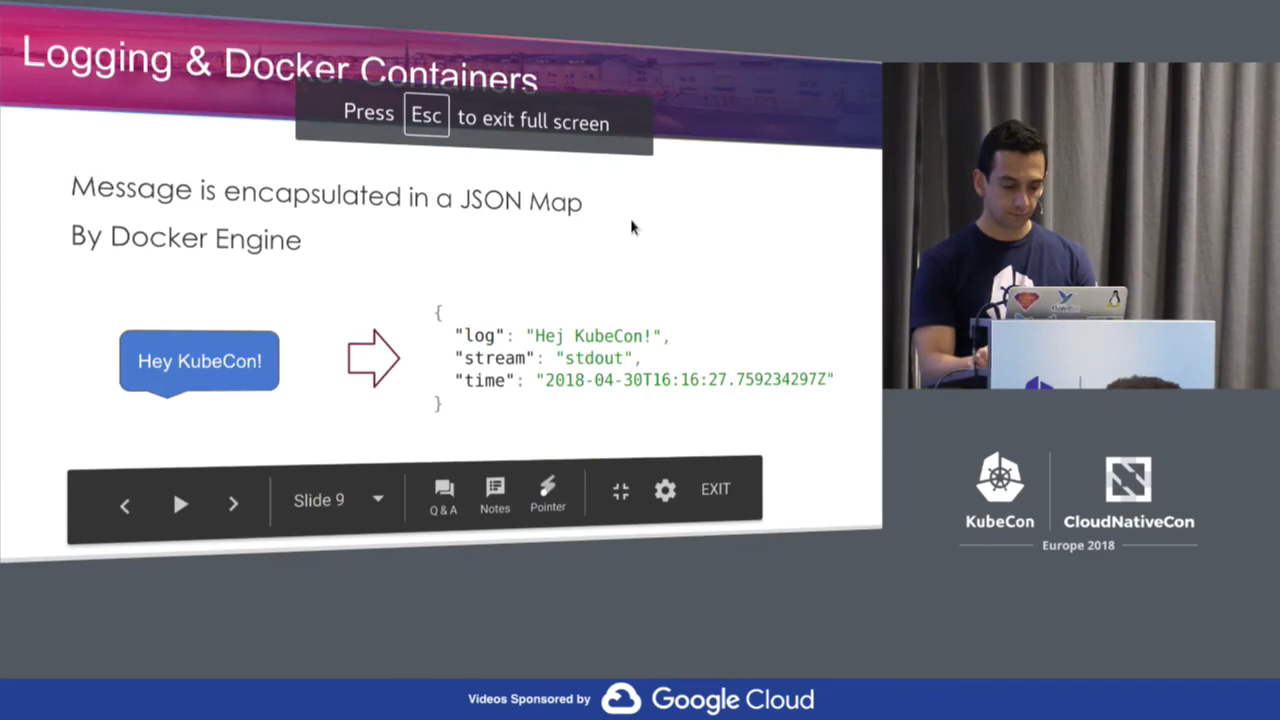 Logging & Docker Containers
Press Esc to exit full screen
Message is encapsulated in a JSON Map
By Docker Engine
Hey KubeCon!
{
"log": "Hej KubeCon!",
"stream": "stdout",
"time": "2018-04-30T16:16:27.759234297Z"
}
Slide 9
Q & A
Notes
Pointer
EXIT
KubeCon
CloudNativeCon
Europe 2018
Videos Sponsored by Google Cloud